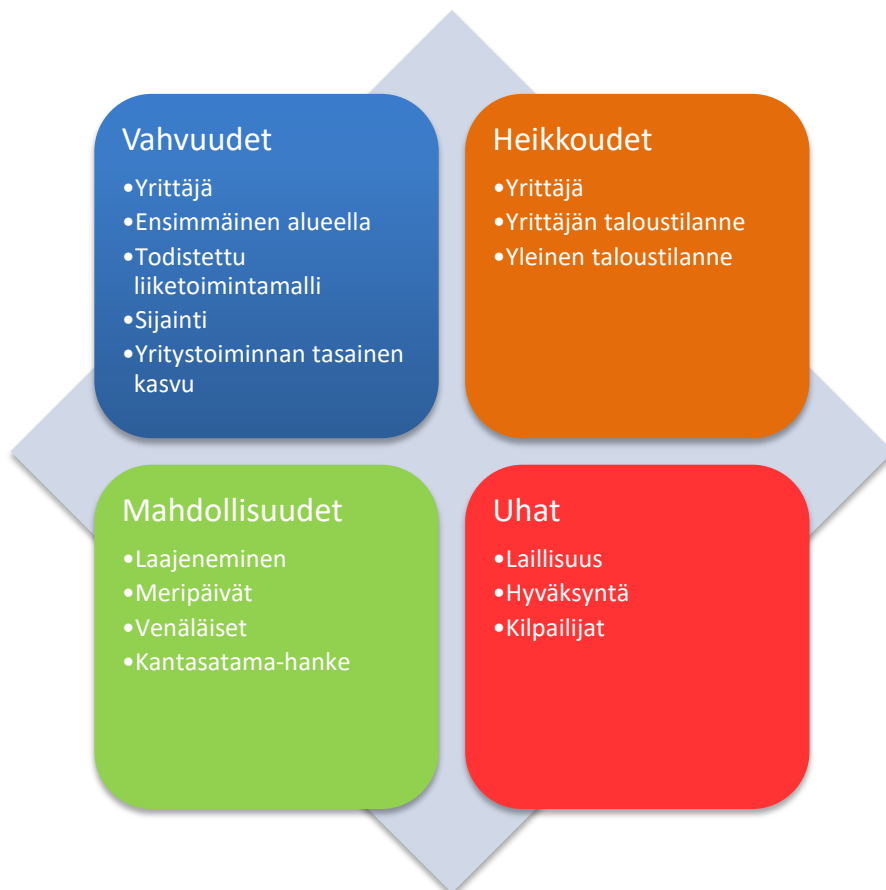 Vahvuudet
•Yrittäjä
•Ensimmäinen alueella
•Todistettu
liiketoimintamalli
•Sijainti
•Yritystoiminnan tasainen
kasvu
Heikkoudet
•Yrittäjä
•Yrittäjän taloustilanne
•Yleinen taloustilanne
Mahdollisuudet
•Laajeneminen
•Meripäivät
•Venäläiset
•Kantasatama-hanke
Uhat
•Laillisuus
•Hyväksyntä
•Kilpailijat